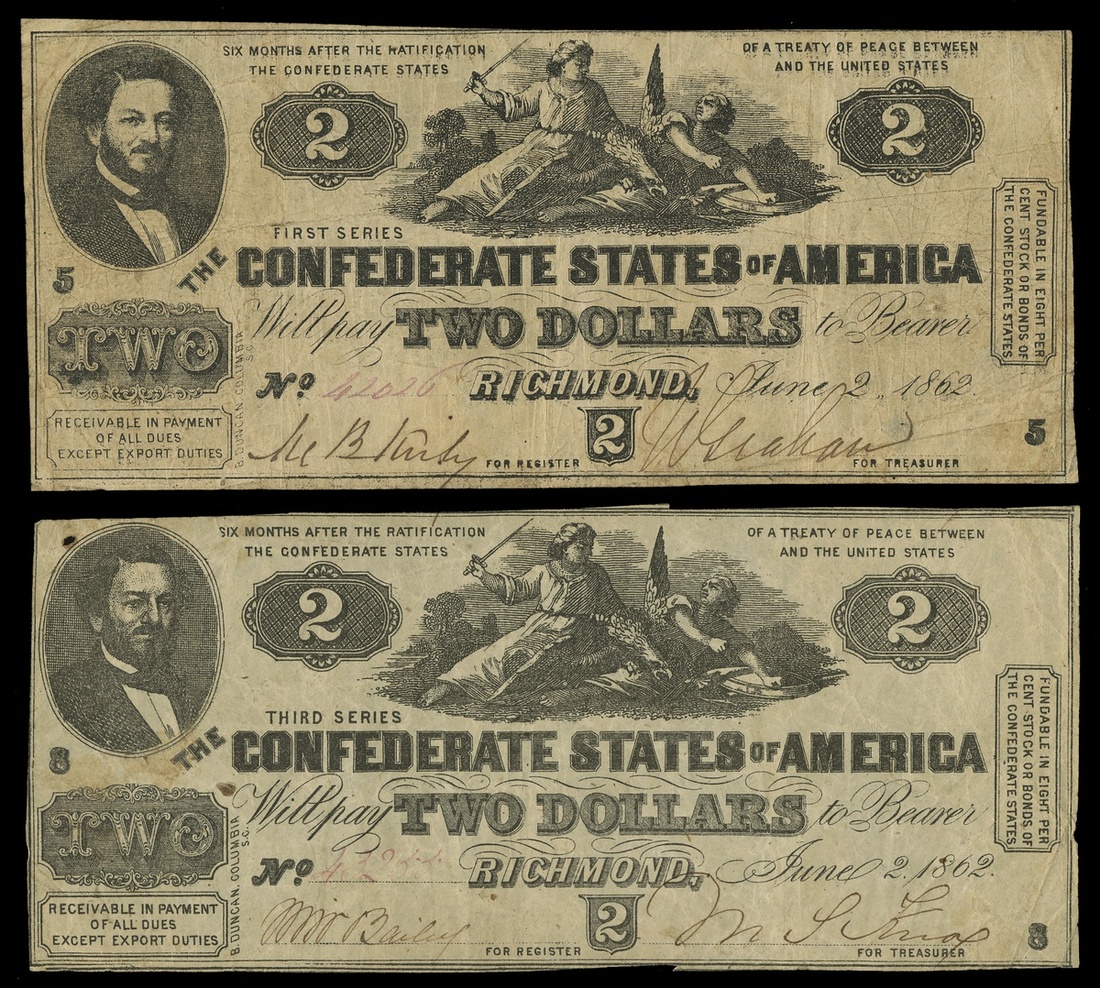 SIX MONTHS AFTER THE RATIFICATION
THE CONFEDERATE STATES
OF A TREATY OF PEACE BETWEEN
AND THE UNITED STATES
2
2
FIRST SERIES
5
THE CONFEDERATE STATES OF AMERICA
TWO
Will pay TWO DOLLARS to Bearer
FUNDABLE IN EIGHT PER
CENT STOCK OR BONDS OF
THE CONFEDERATE STATES
B. DUNCAN. COLUMBIA
S.C.
No 42026 RICHMOND, June 2, 1862.
RECEIVABLE IN PAYMENT
OF ALL DUES
EXCEPT EXPORT DUTIES
2
5
B Kirby FOR REGISTER
Graham FOR TREASURER
SIX MONTHS AFTER THE RATIFICATION
THE CONFEDERATE STATES
OF A TREATY OF PEACE BETWEEN
AND THE UNITED STATES
2
2
THIRD SERIES
8
THE CONFEDERATE STATES OF AMERICA
TWO
Will pay TWO DOLLARS to Bearer
FUNDABLE IN EIGHT PER
CENT STOCK OR BONDS OF
THE CONFEDERATE STATES
B. DUNCAN. COLUMBIA
S.C.
No RICHMOND, June 2, 1862.
RECEIVABLE IN PAYMENT
OF ALL DUES
EXCEPT EXPORT DUTIES
2
8
Bailey FOR REGISTER
S Knox FOR TREASURER